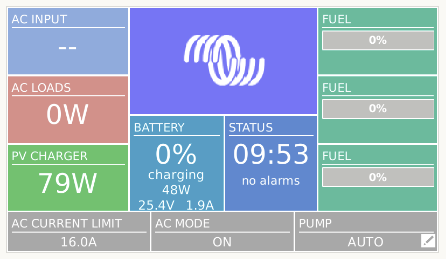 AC INPUT
--
AC LOADS
0W
PV CHARGER
79W
BATTERY
0%
charging
48W
25.4V 1.9A
STATUS
09:53
no alarms
FUEL
0%
FUEL
0%
FUEL
0%
AC CURRENT LIMIT
16.0A
AC MODE
ON
PUMP
AUTO